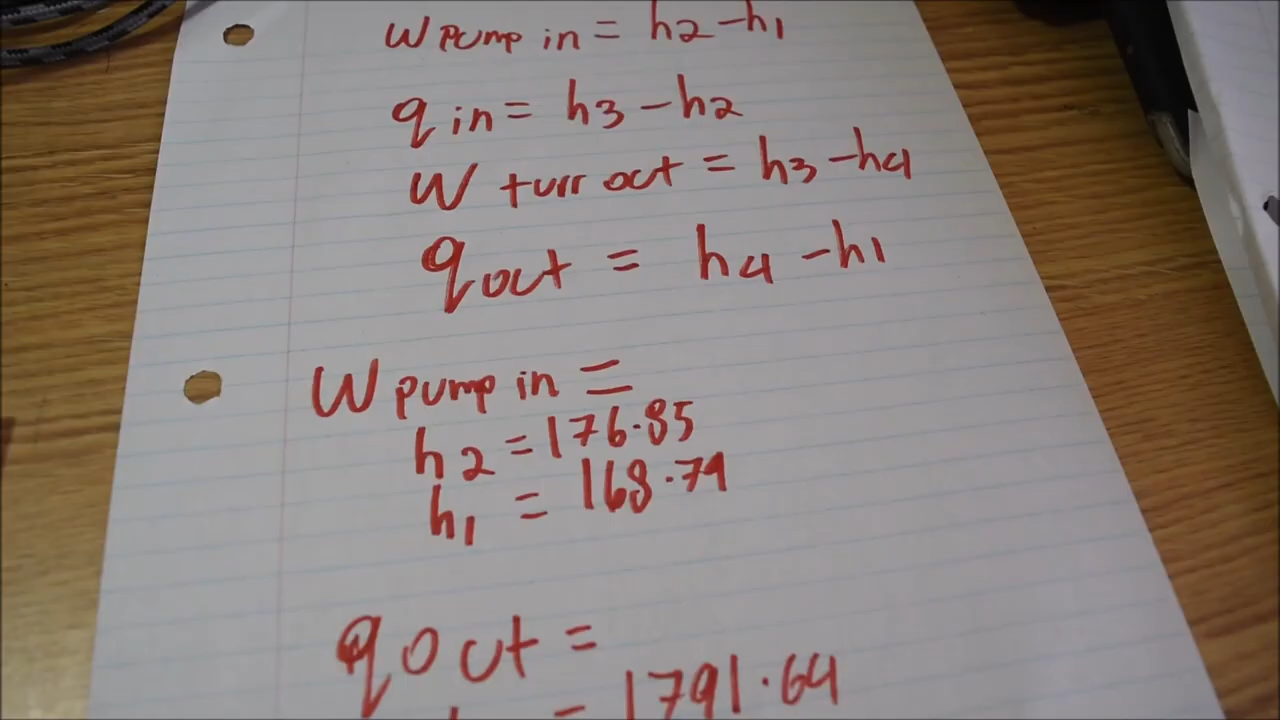 W pump in = h2 - h1
q in = h3 - h2
W turr out = h3 - h4
q out = h4 - h1
W pump in =
h2 = 176.85
h1 = 168.79
q out =
= 1791.64